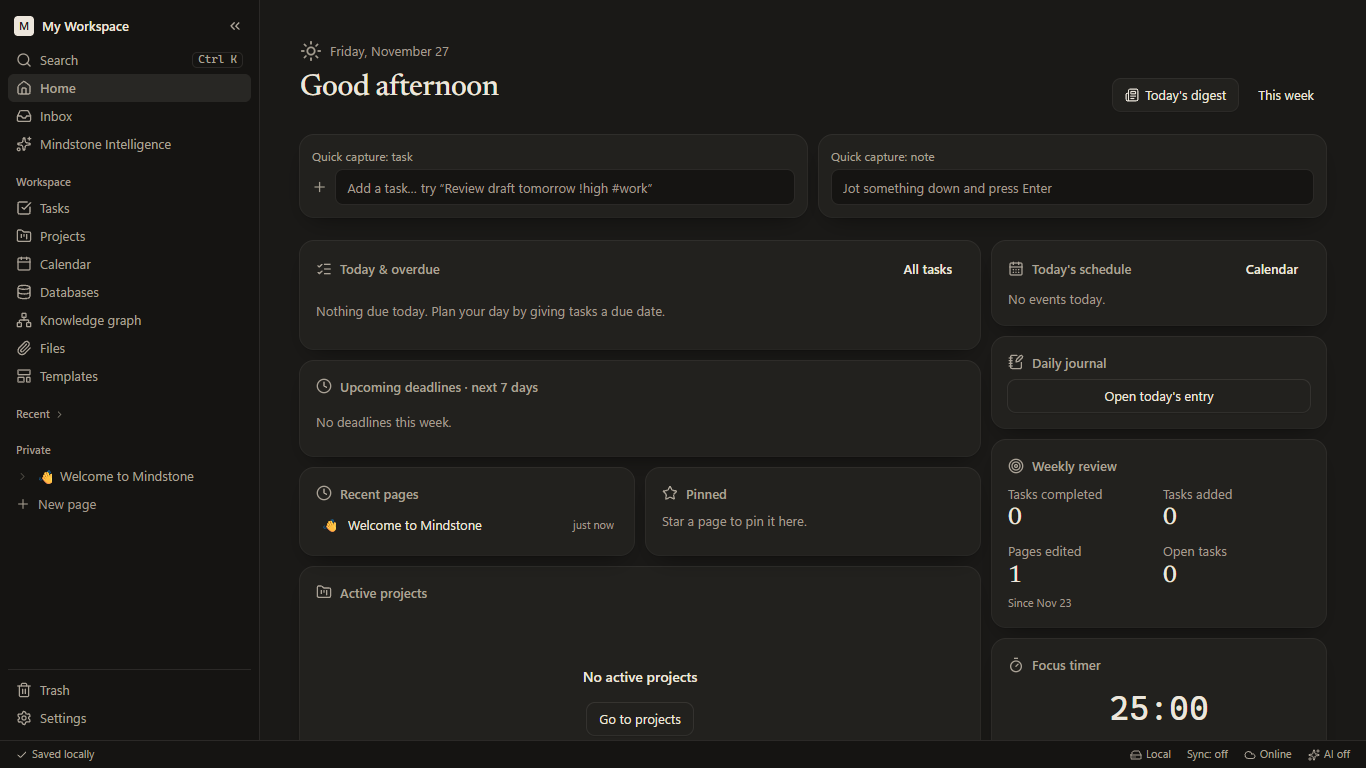 M My Workspace
Search Ctrl K
Home
Inbox
Mindstone Intelligence
Workspace
Tasks
Projects
Calendar
Databases
Knowledge graph
Files
Templates
Recent
Private
Welcome to Mindstone
New page
Trash
Settings
Friday, November 27
Good afternoon
Today's digest
This week
Quick capture: task
Add a task... try “Review draft tomorrow !high #work”
Quick capture: note
Jot something down and press Enter
Today & overdue
All tasks
Nothing due today. Plan your day by giving tasks a due date.
Upcoming deadlines · next 7 days
No deadlines this week.
Recent pages
Welcome to Mindstone just now
Pinned
Star a page to pin it here.
Active projects
No active projects
Go to projects
Today's schedule
Calendar
No events today.
Daily journal
Open today's entry
Weekly review
Tasks completed
0
Tasks added
0
Pages edited
1
Open tasks
0
Since Nov 23
Focus timer
25:00
Saved locally
Local
Sync: off
Online
AI off